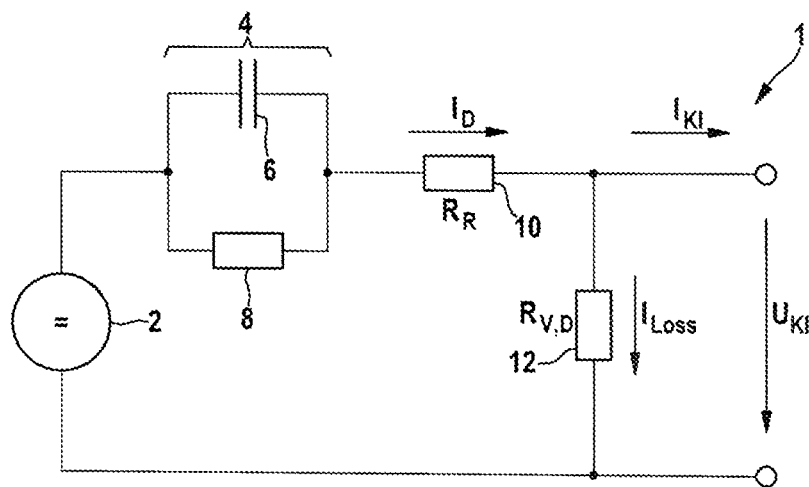 4
1
I_D
I_Kl
6
R_R
10
=
2
8
R_V,D
I_Loss
U_Kl
12